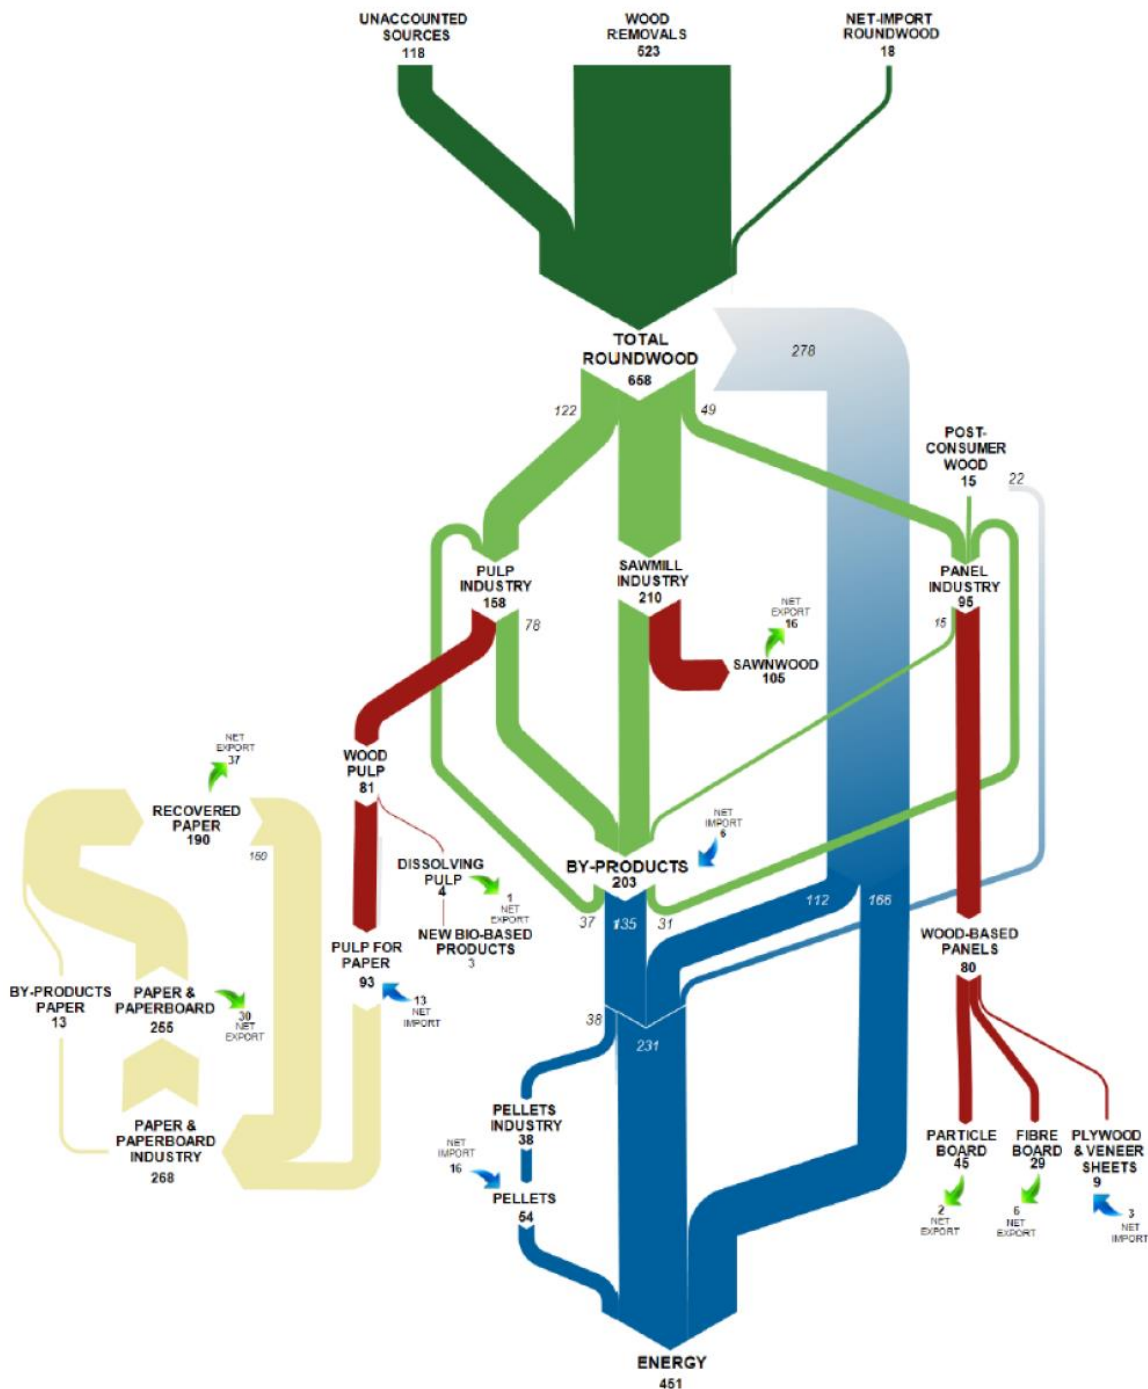 UNACCOUNTED
SOURCES
118
WOOD
REMOVALS
523
NET-IMPORT
ROUNDWOOD
18
TOTAL
ROUNDWOOD
658
278
122
49
POST-
CONSUMER
WOOD
15
22
PULP
INDUSTRY
158
SAWMILL
INDUSTRY
210
PANEL
INDUSTRY
95
78
NET
EXPORT
16
15
SAWNWOOD
105
NET
EXPORT
37
WOOD
PULP
81
RECOVERED
PAPER
190
160
NET
IMPORT
6
DISSOLVING
PULP
4
BY-PRODUCTS
203
1
NET
EXPORT
37
135
31
112
166
NEW BIO-BASED
PRODUCTS
3
PULP FOR
PAPER
93
WOOD-BASED
PANELS
80
BY-PRODUCTS
PAPER
13
PAPER &
PAPERBOARD
255
30
NET
EXPORT
13
NET
IMPORT
38
231
PELLETS
INDUSTRY
38
PAPER &
PAPERBOARD
INDUSTRY
268
NET
IMPORT
16
PELLETS
54
PARTICLE
BOARD
45
FIBRE
BOARD
29
PLYWOOD
& VENEER
SHEETS
9
2
NET
EXPORT
6
NET
EXPORT
3
NET
IMPORT
ENERGY
451